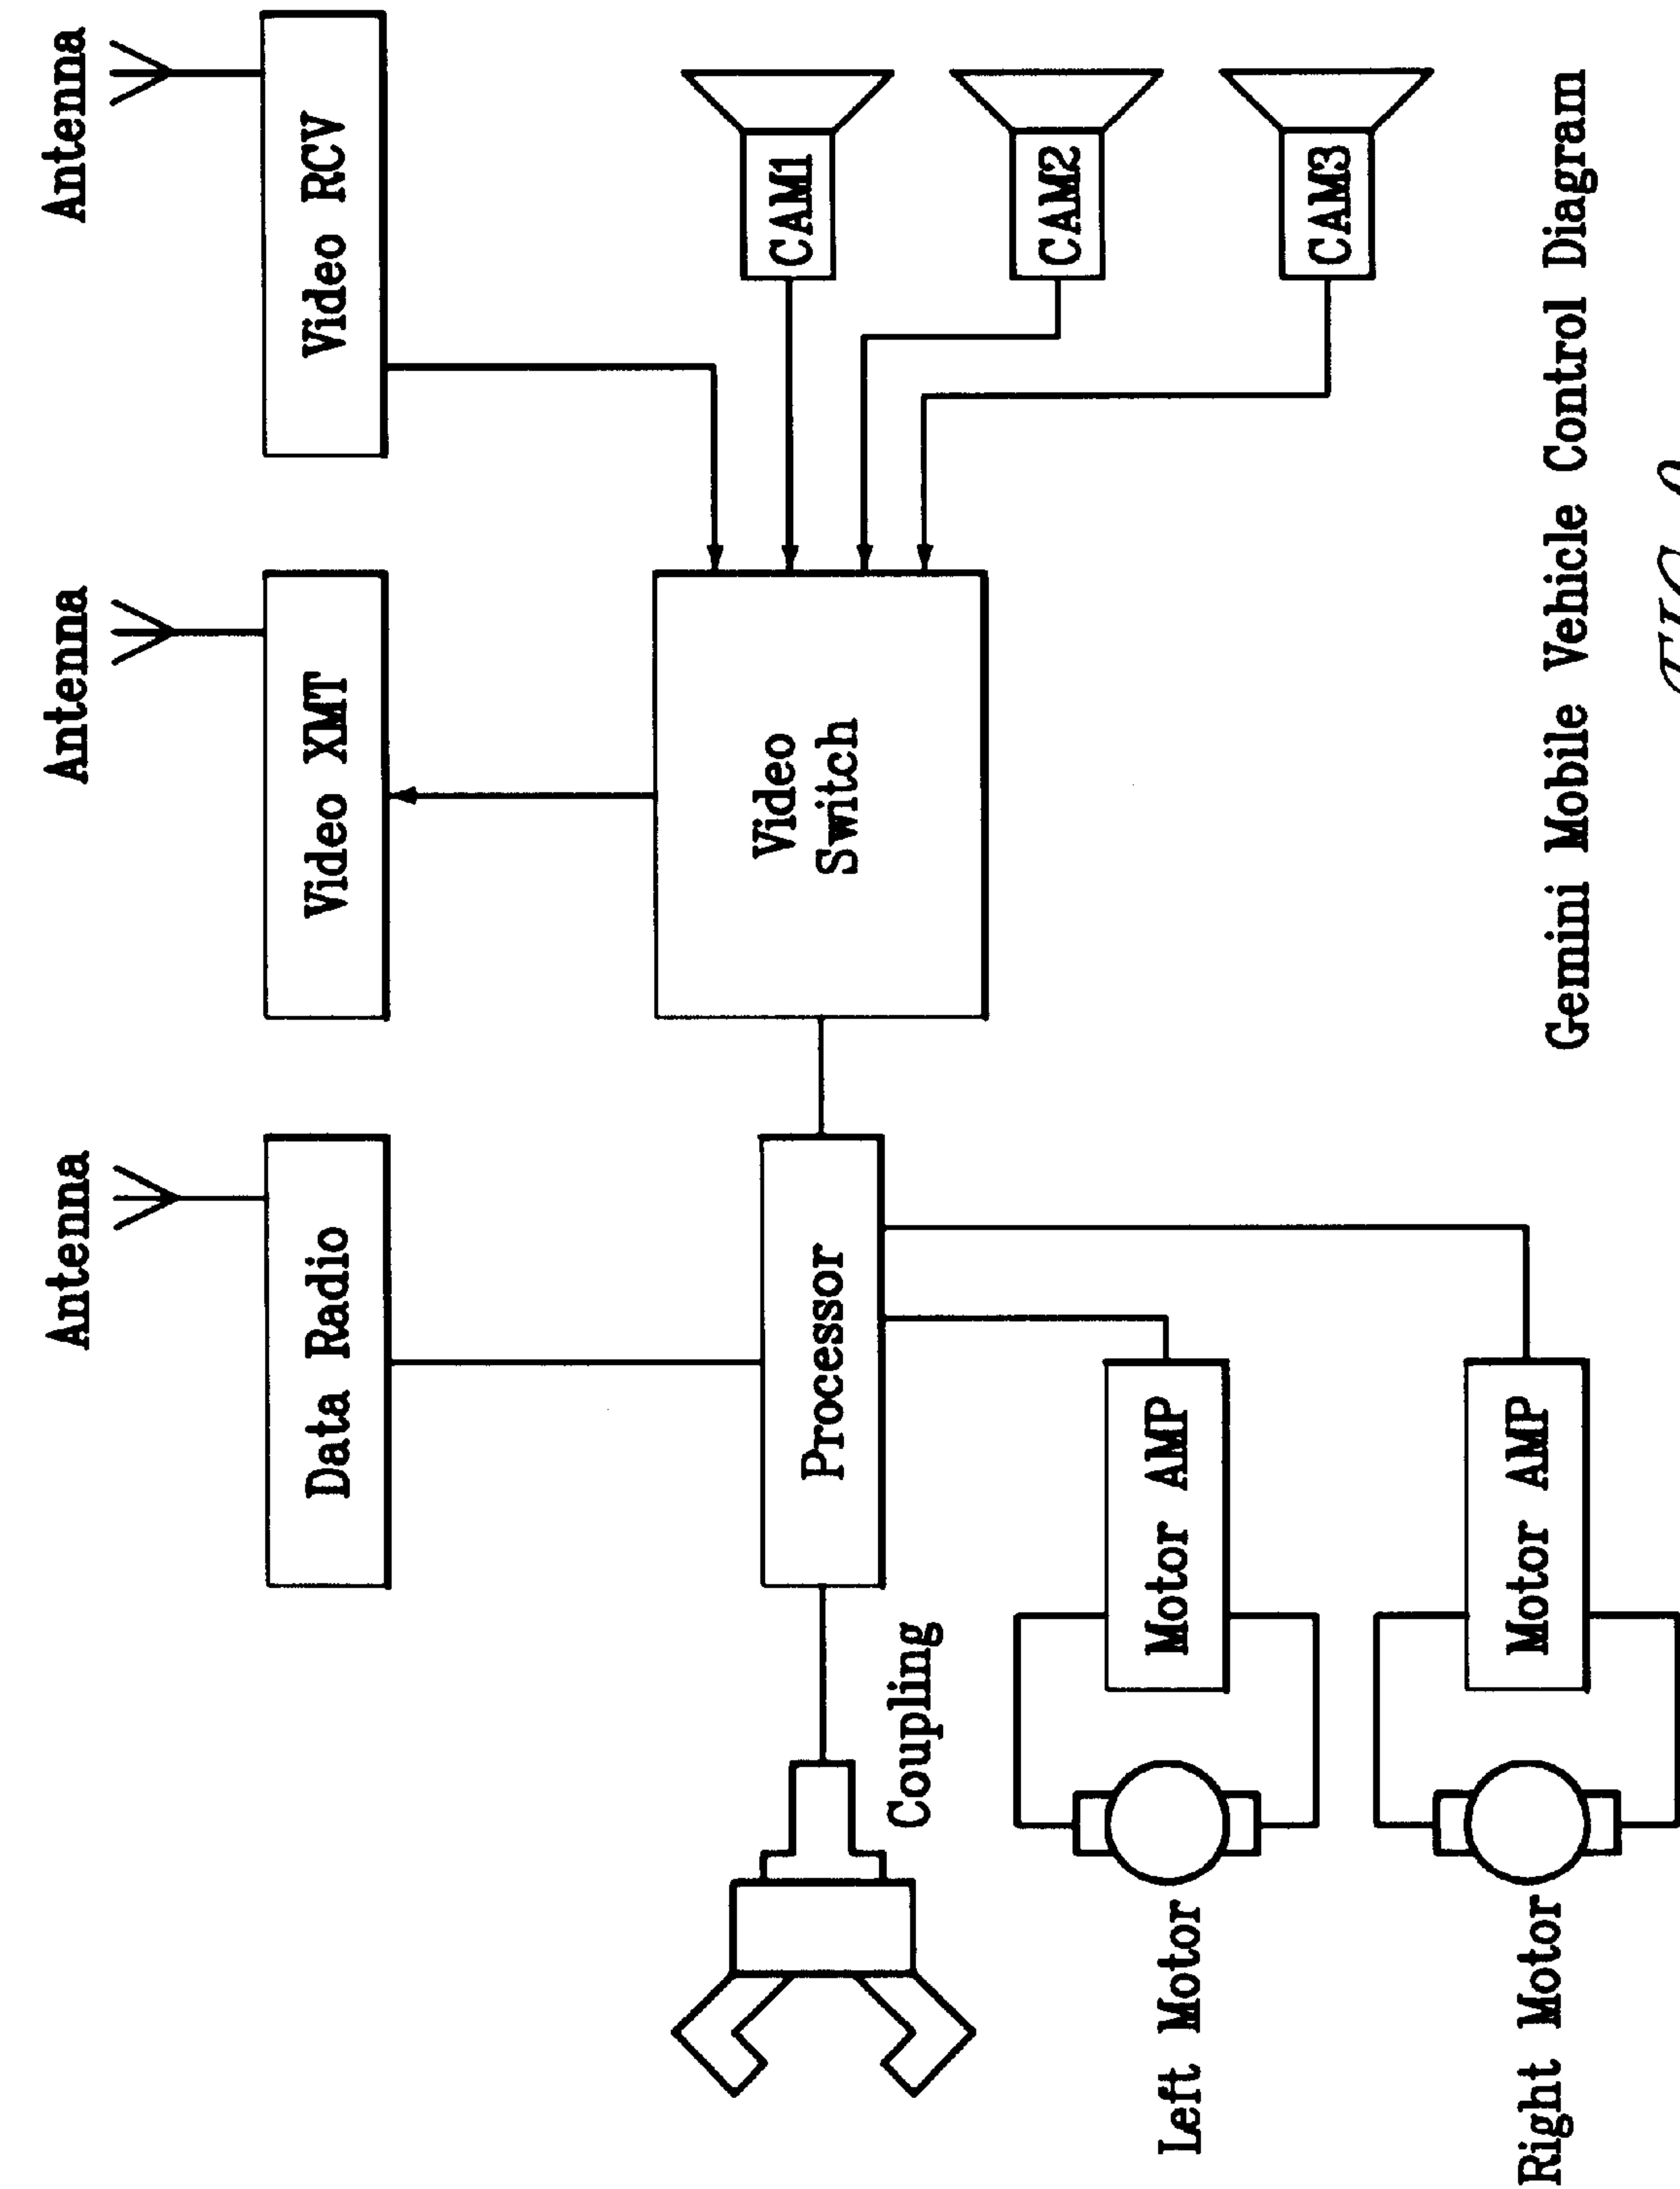 Antenna
Antenna
Antenna
Data Radio
Video XMT
Video RCV
Processor
Video
Switch
CAM1
CAM2
CAM3
Coupling
Left Motor
Motor AMP
Right Motor
Motor AMP
Gemini Mobile Vehicle Control Diagram